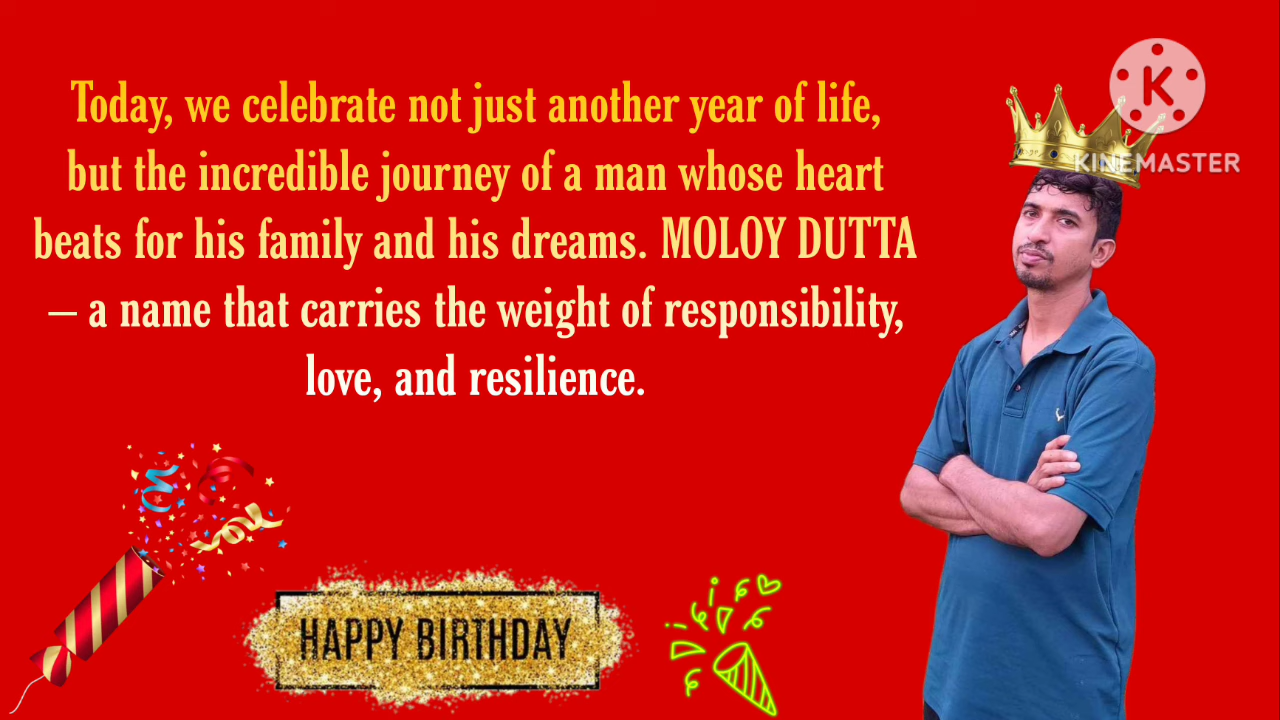 Today, we celebrate not just another year of life,
but the incredible journey of a man whose heart
beats for his family and his dreams. MOLOY DUTTA
– a name that carries the weight of responsibility,
love, and resilience.
K
KINEMASTER
HAPPY BIRTHDAY